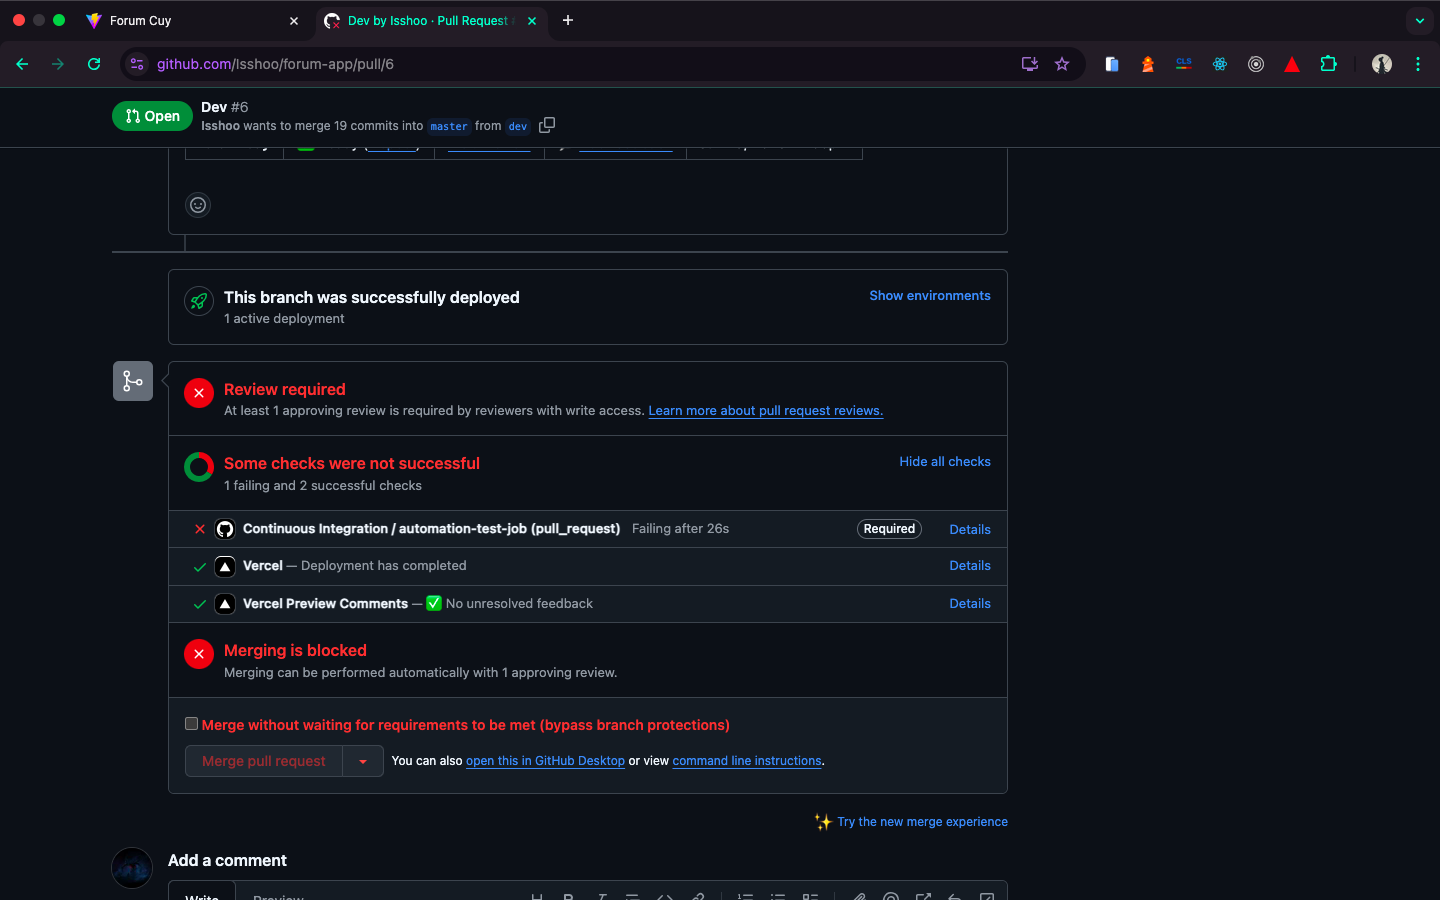 Forum Cuy
Dev by Isshoo · Pull Request
github.com/Isshoo/forum-app/pull/6
CLS
Open
Dev #6
Isshoo wants to merge 19 commits into master from dev
This branch was successfully deployed
Show environments
1 active deployment
Review required
At least 1 approving review is required by reviewers with write access. Learn more about pull request reviews.
Some checks were not successful
Hide all checks
1 failing and 2 successful checks
Continuous Integration / automation-test-job (pull_request) Failing after 26s
Required
Details
Vercel — Deployment has completed
Details
Vercel Preview Comments — ✅ No unresolved feedback
Details
Merging is blocked
Merging can be performed automatically with 1 approving review.
Merge without waiting for requirements to be met (bypass branch protections)
Merge pull request
You can also open this in GitHub Desktop or view command line instructions.
✨ Try the new merge experience
Add a comment
Write
Preview